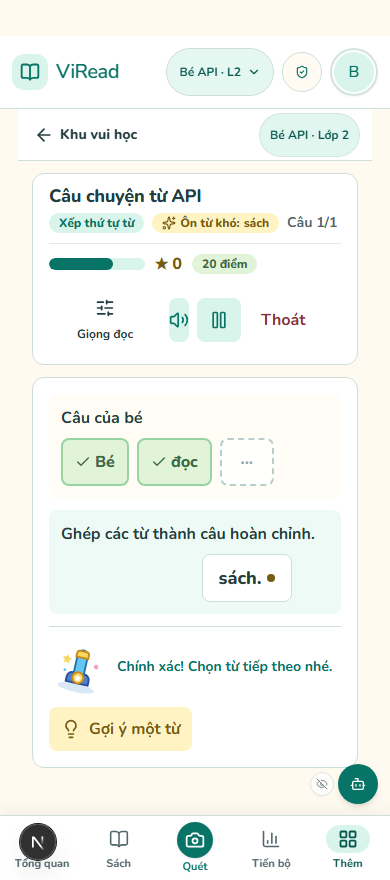 ViRead
Bé API · L2
B
Khu vui học
Bé API · Lớp 2
Câu chuyện từ API
Xếp thứ tự từ
Ôn từ khó: sách
Câu 1/1
★ 0
20 điểm
Giọng đọc
Thoát
Câu của bé
Bé
đọc
...
Ghép các từ thành câu hoàn chỉnh.
sách.
Chính xác! Chọn từ tiếp theo nhé.
Gợi ý một từ
N
Tổng quan
Sách
Quét
Tiến bộ
Thêm